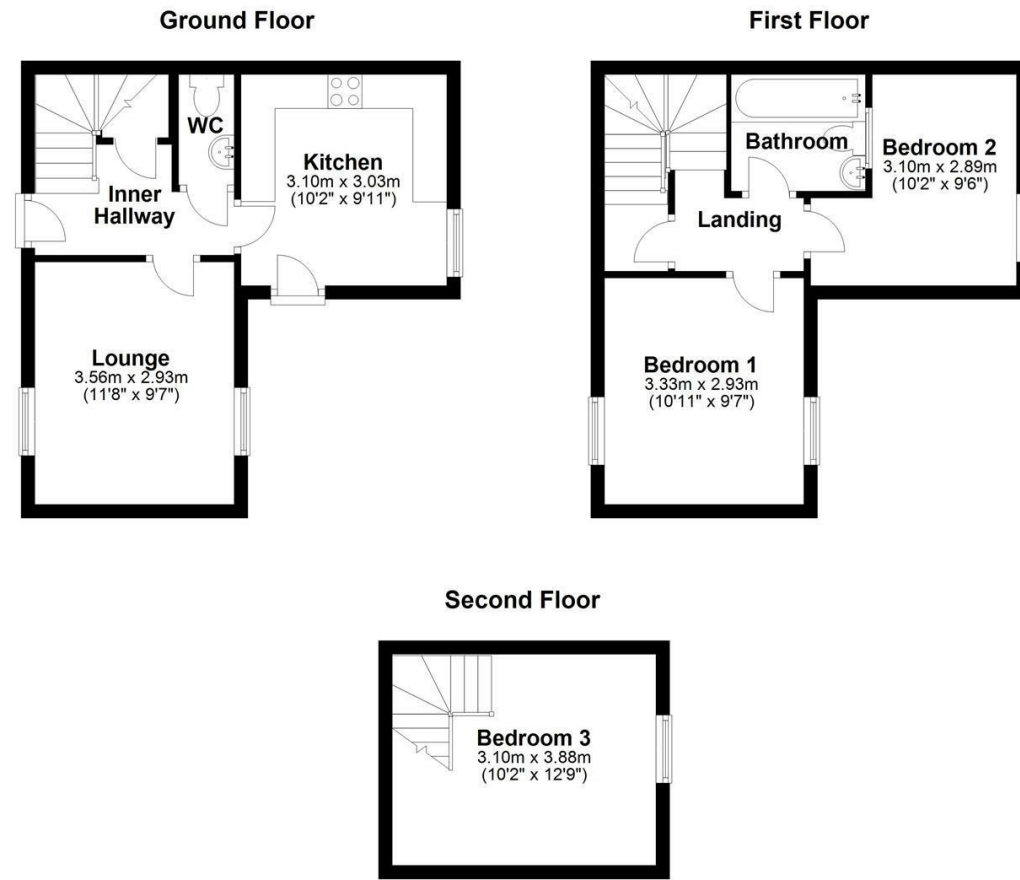 Ground Floor
WC
Kitchen
3.10m x 3.03m
(10'2" x 9'11")
Inner
Hallway
Lounge
3.56m x 2.93m
(11'8" x 9'7")
First Floor
Bathroom
Bedroom 2
3.10m x 2.89m
(10'2" x 9'6")
Landing
Bedroom 1
3.33m x 2.93m
(10'11" x 9'7")
Second Floor
Bedroom 3
3.10m x 3.88m
(10'2" x 12'9")